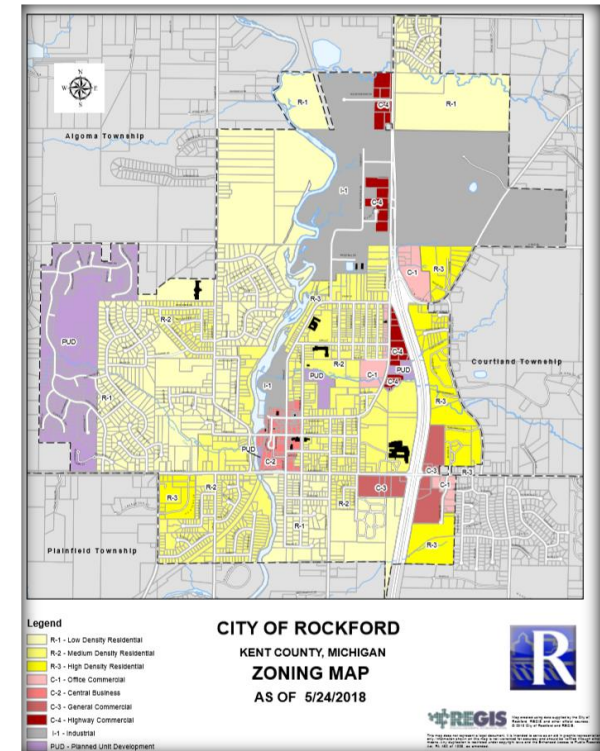 N
W E
S
Algoma Township
R-1
C-4
R-1
I-1
C-4
C-1
R-3
R-3
R-2
PUD
R-1
I-1
R-2
PUD
C-1
C-4
C-4
PUD
Courtland Township
R-3
PUD
C-2
C-3
R-3
C-1
C-3
R-3
R-2
R-1
R-2
R-3
Plainfield Township
Legend
R-1 - Low Density Residential
R-2 - Medium Density Residential
R-3 - High Density Residential
C-1 - Office Commercial
C-2 - Central Business
C-3 - General Commercial
C-4 - Highway Commercial
I-1 - Industrial
PUD - Planned Unit Development
CITY OF ROCKFORD
KENT COUNTY, MICHIGAN
ZONING MAP
AS OF 5/24/2018
R
REGIS